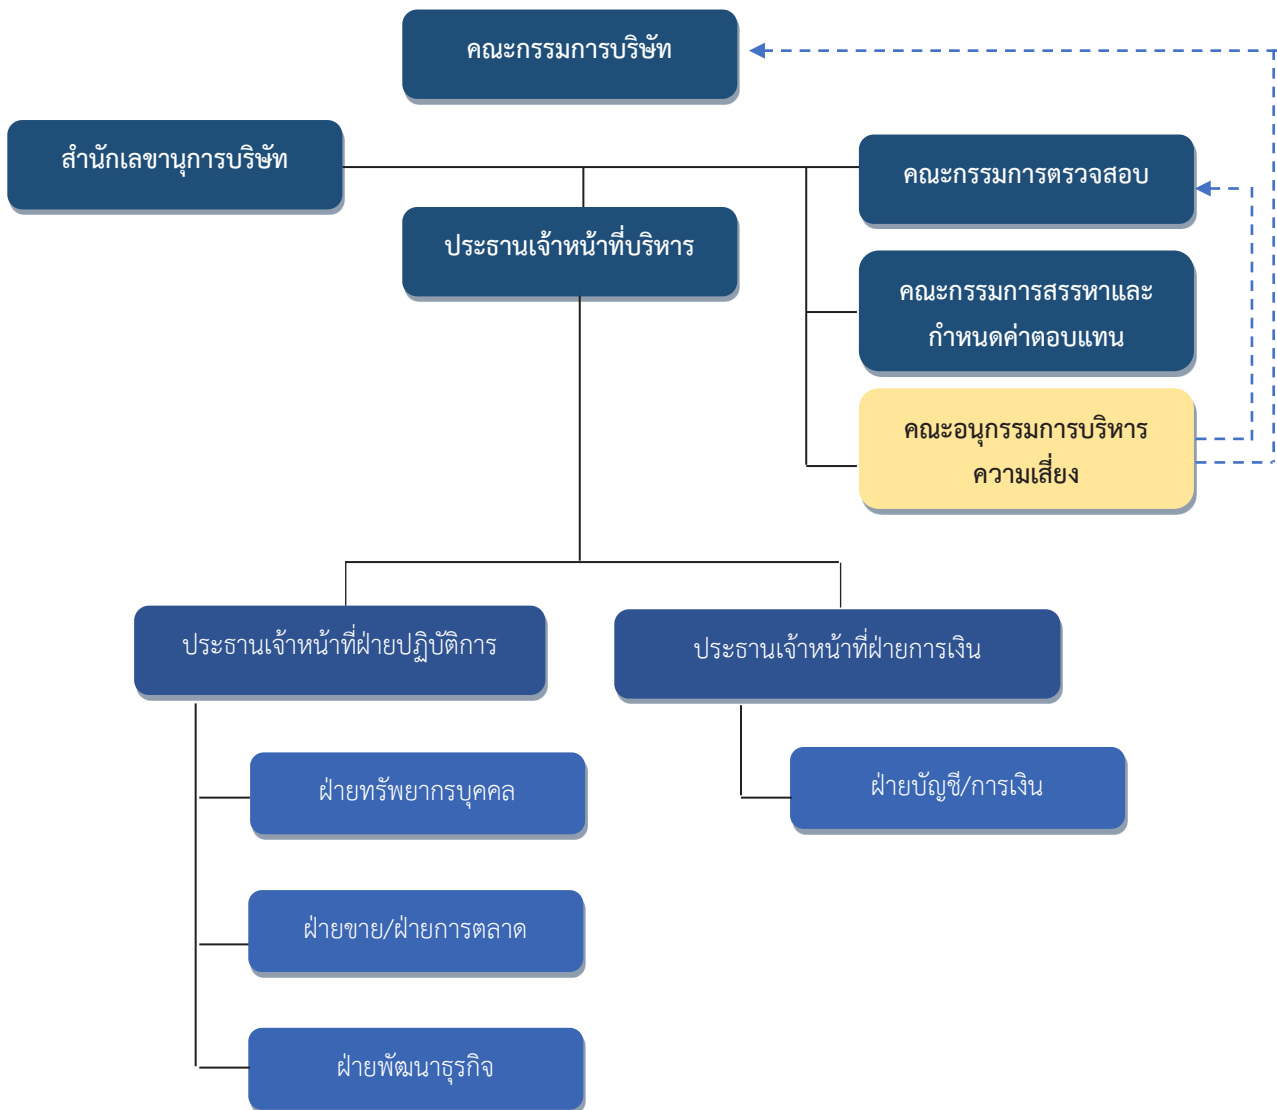 คณะกรรมการบริษัท
สำนักเลขานุการบริษัท
คณะกรรมการตรวจสอบ
ประธานเจ้าหน้าที่บริหาร
คณะกรรมการสรรหาและ
กำหนดค่าตอบแทน
คณะอนุกรรมการบริหาร
ความเสี่ยง
ประธานเจ้าหน้าที่ฝ่ายปฏิบัติการ
ประธานเจ้าหน้าที่ฝ่ายการเงิน
ฝ่ายทรัพยากรบุคคล
ฝ่ายบัญชี/การเงิน
ฝ่ายขาย/ฝ่ายการตลาด
ฝ่ายพัฒนาธุรกิจ